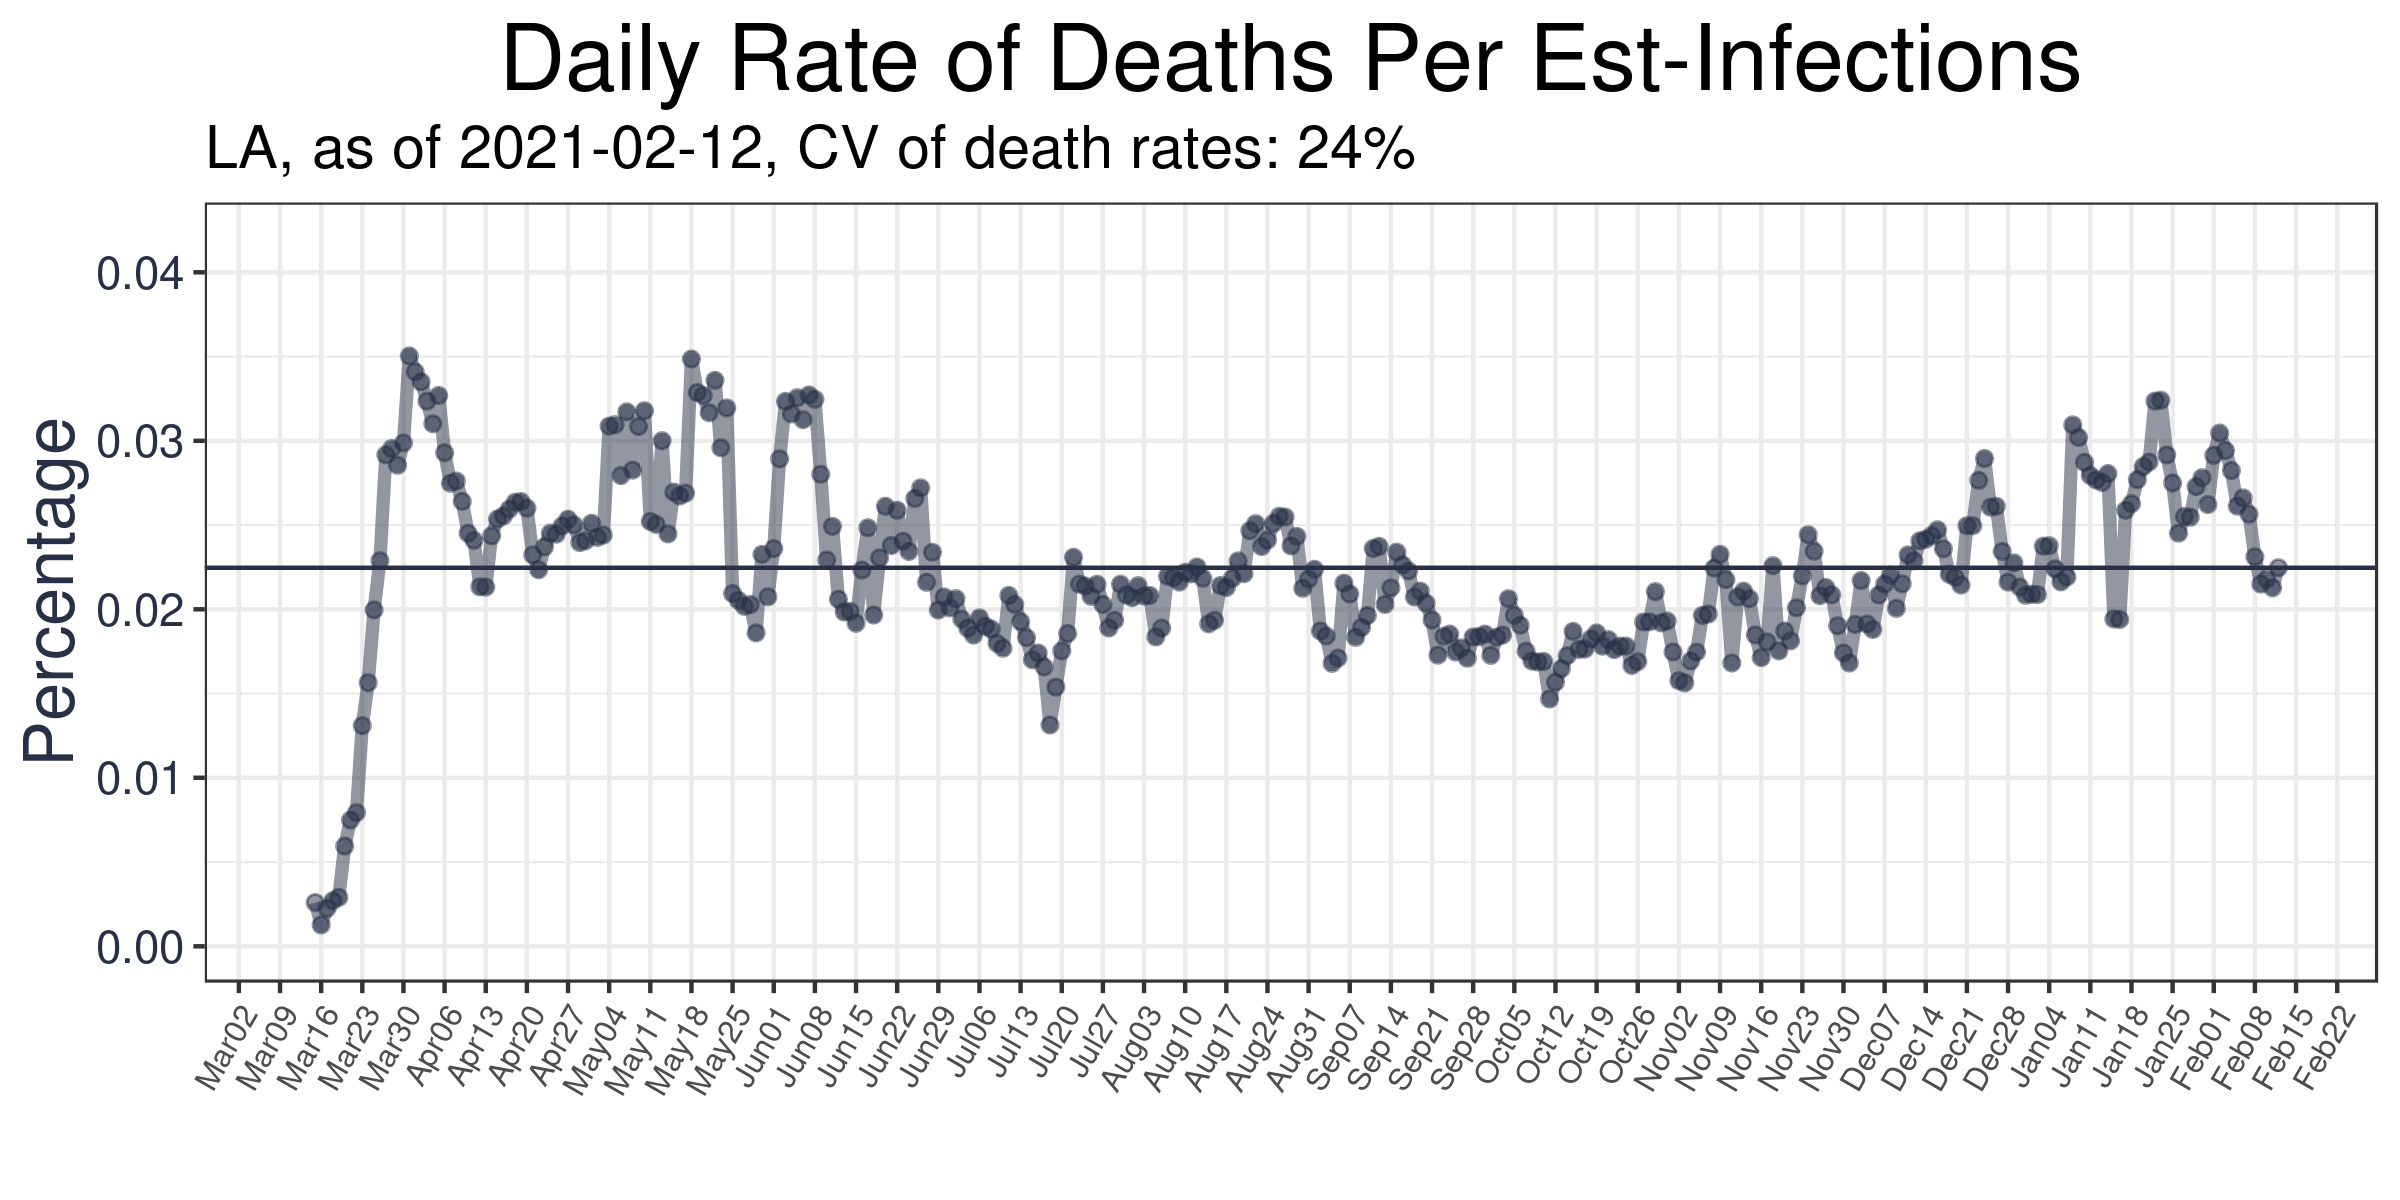 Daily Rate of Deaths Per Est-Infections
LA, as of 2021-02-12, CV of death rates: 24%
Percentage
0.04
0.03
0.02
0.01
0.00
Mar02
Mar09
Mar16
Mar23
Mar30
Apr06
Apr13
Apr20
Apr27
May04
May11
May18
May25
Jun01
Jun08
Jun15
Jun22
Jun29
Jul06
Jul13
Jul20
Jul27
Aug03
Aug10
Aug17
Aug24
Aug31
Sep07
Sep14
Sep21
Sep28
Oct05
Oct12
Oct19
Oct26
Nov02
Nov09
Nov16
Nov23
Nov30
Dec07
Dec14
Dec21
Dec28
Jan04
Jan11
Jan18
Jan25
Feb01
Feb08
Feb15
Feb22